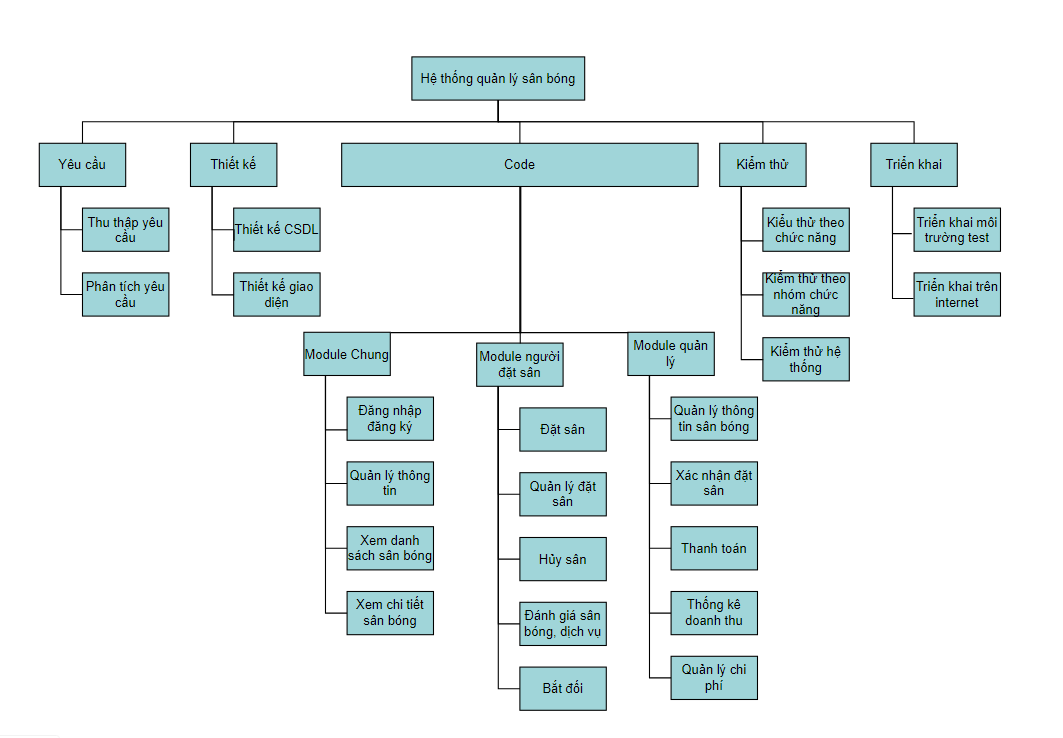 Hệ thống quản lý sân bóng
Yêu cầu
Thiết kế
Code
Kiểm thử
Triển khai
Thu thập yêu
cầu
Phân tích yêu
cầu
Thiết kế CSDL
Thiết kế giao
diện
Kiểu thử theo
chức năng
Kiểm thử theo
nhóm chức
năng
Kiểm thử hệ
thống
Triển khai môi
trường test
Triển khai trên
internet
Module Chung
Đăng nhập
đăng ký
Quản lý thông
tin
Xem danh
sách sân bóng
Xem chi tiết
sân bóng
Module người
đặt sân
Đặt sân
Quản lý đặt
sân
Hủy sân
Đánh giá sân
bóng, dịch vụ
Bắt đối
Module quản
lý
Quản lý thông
tin sân bóng
Xác nhận đặt
sân
Thanh toán
Thống kê
doanh thu
Quản lý chi
phí